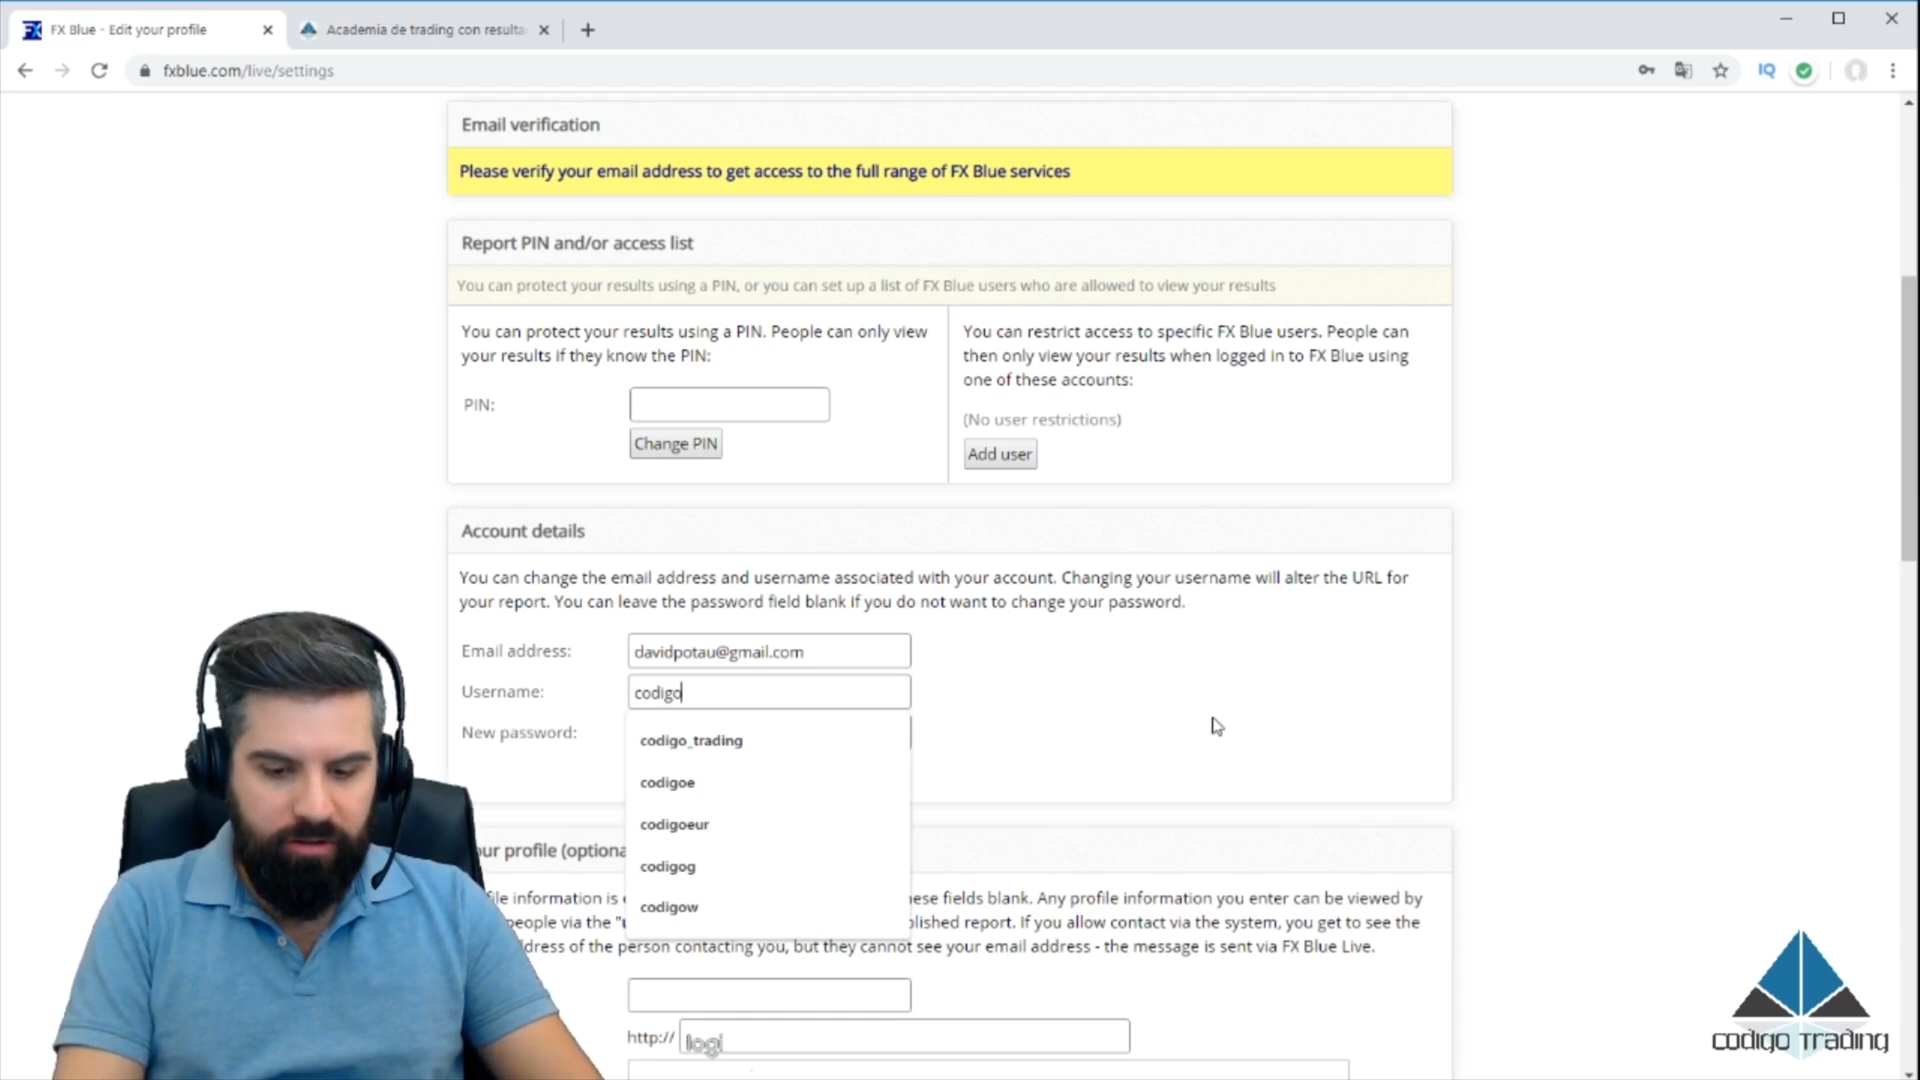 FX Blue - Edit your profile
Academia de trading con resulta
fxblue.com/live/settings
IQ
Email verification
Please verify your email address to get access to the full range of FX Blue services
Report PIN and/or access list
You can protect your results using a PIN, or you can set up a list of FX Blue users who are allowed to view your results
You can protect your results using a PIN. People can only view
your results if they know the PIN:
PIN:
Change PIN
You can restrict access to specific FX Blue users. People can
then only view your results when logged in to FX Blue using
one of these accounts:
(No user restrictions)
Add user
Account details
You can change the email address and username associated with your account. Changing your username will alter the URL for
your report. You can leave the password field blank if you do not want to change your password.
Email address: davidpotau@gmail.com
Username: codigo
New password:
codigo_trading
codigoe
codigoeur
codigog
codigow
our profile (optiona
ile information is
ese fields blank. Any profile information you enter can be viewed by
people via the
blished report. If you allow contact via the system, you get to see the
dress of the person contacting you, but they cannot see your email address - the message is sent via FX Blue Live.
http://
logi
codigo Trading